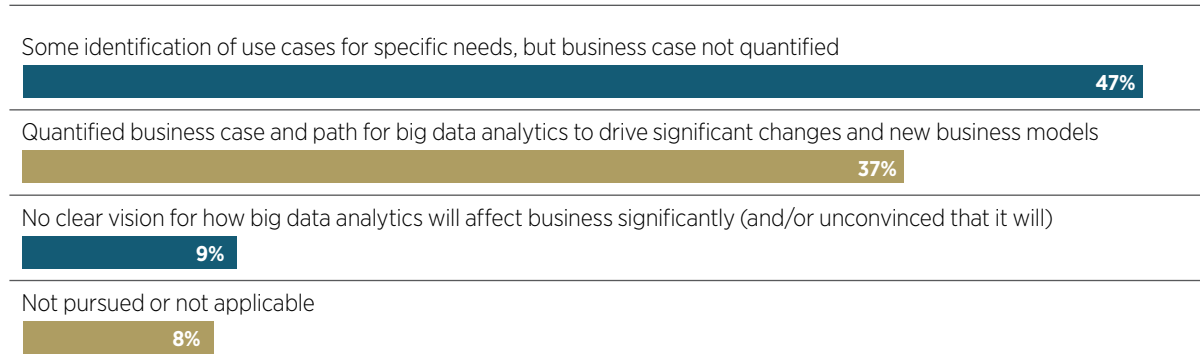 Some identification of use cases for specific needs, but business case not quantified
47%
Quantified business case and path for big data analytics to drive significant changes and new business models
37%
No clear vision for how big data analytics will affect business significantly (and/or unconvinced that it will)
9%
Not pursued or not applicable
8%